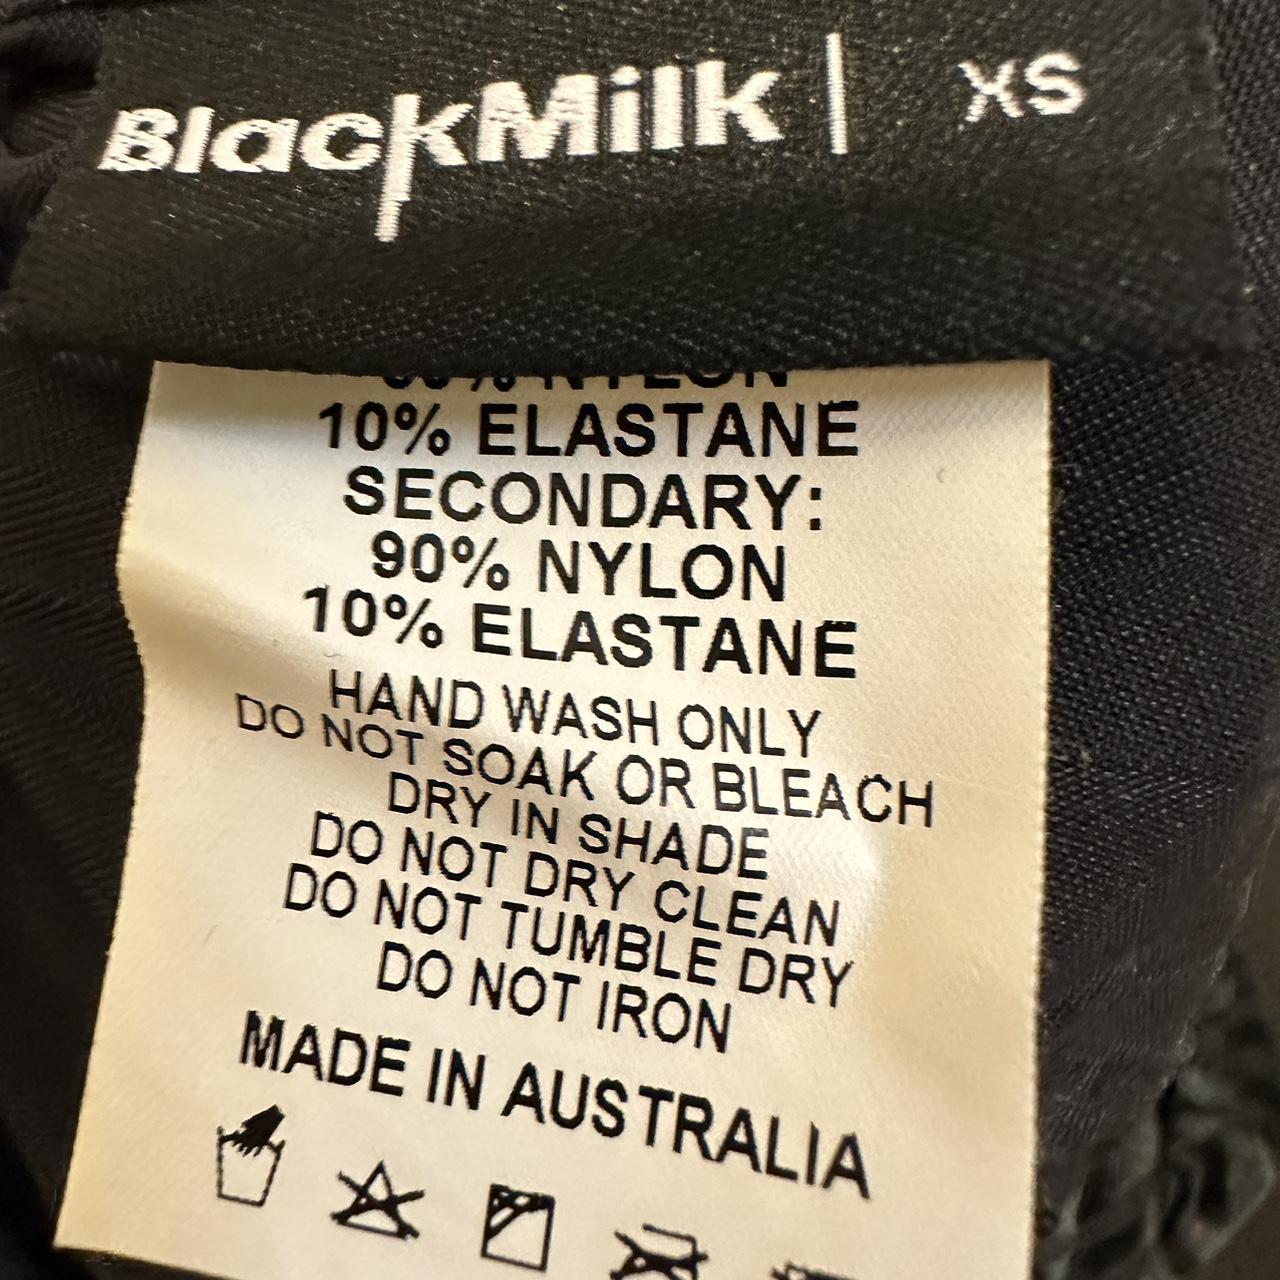 BlackMilk | XS
NYLON
10% ELASTANE
SECONDARY:
90% NYLON
10% ELASTANE
HAND WASH ONLY
DO NOT SOAK OR BLEACH
DRY IN SHADE
DO NOT DRY CLEAN
DO NOT TUMBLE DRY
DO NOT IRON
MADE IN AUSTRALIA